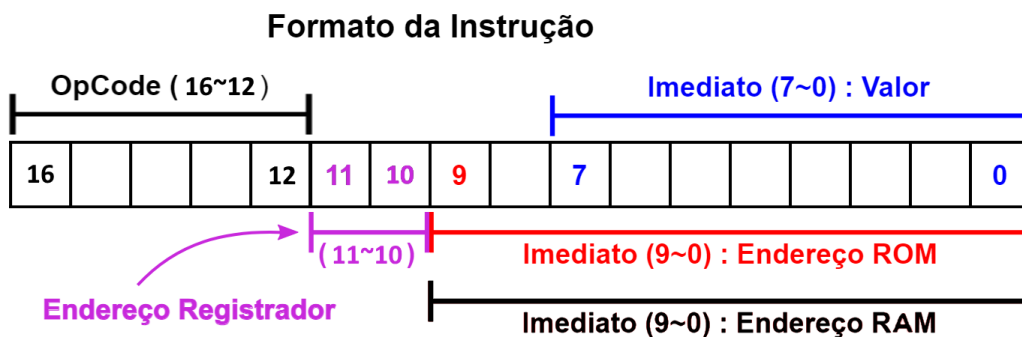 Formato da Instrução
OpCode ( 16~12 )
Imediato (7~0) : Valor
16 12 11 10 9 7 0
(11~10)
Imediato (9~0) : Endereço ROM
Endereço Registrador
Imediato (9~0) : Endereço RAM